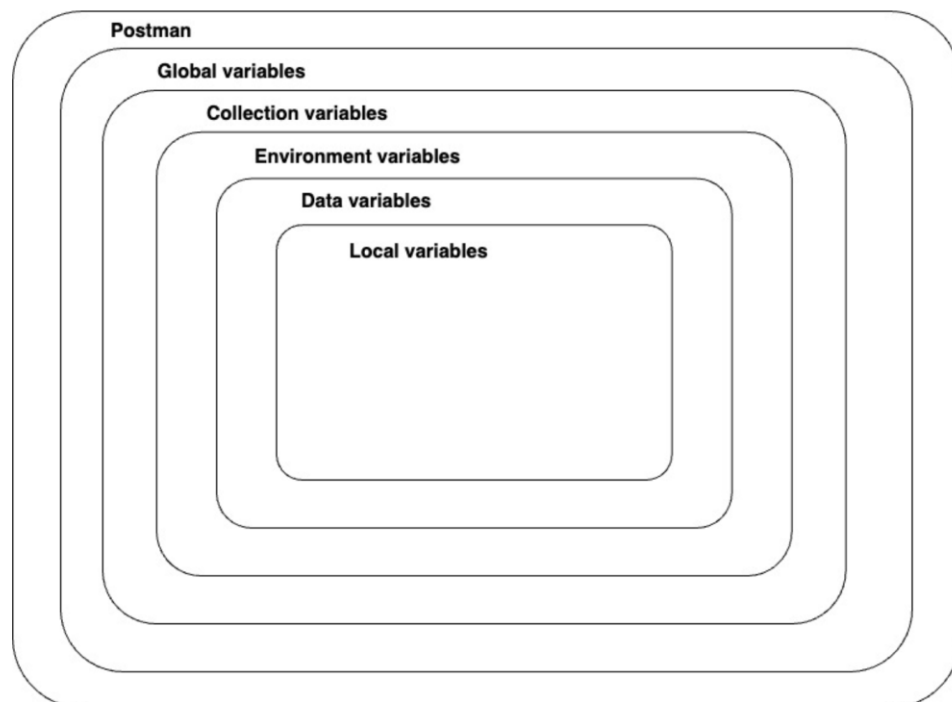 Postman
Global variables
Collection variables
Environment variables
Data variables
Local variables